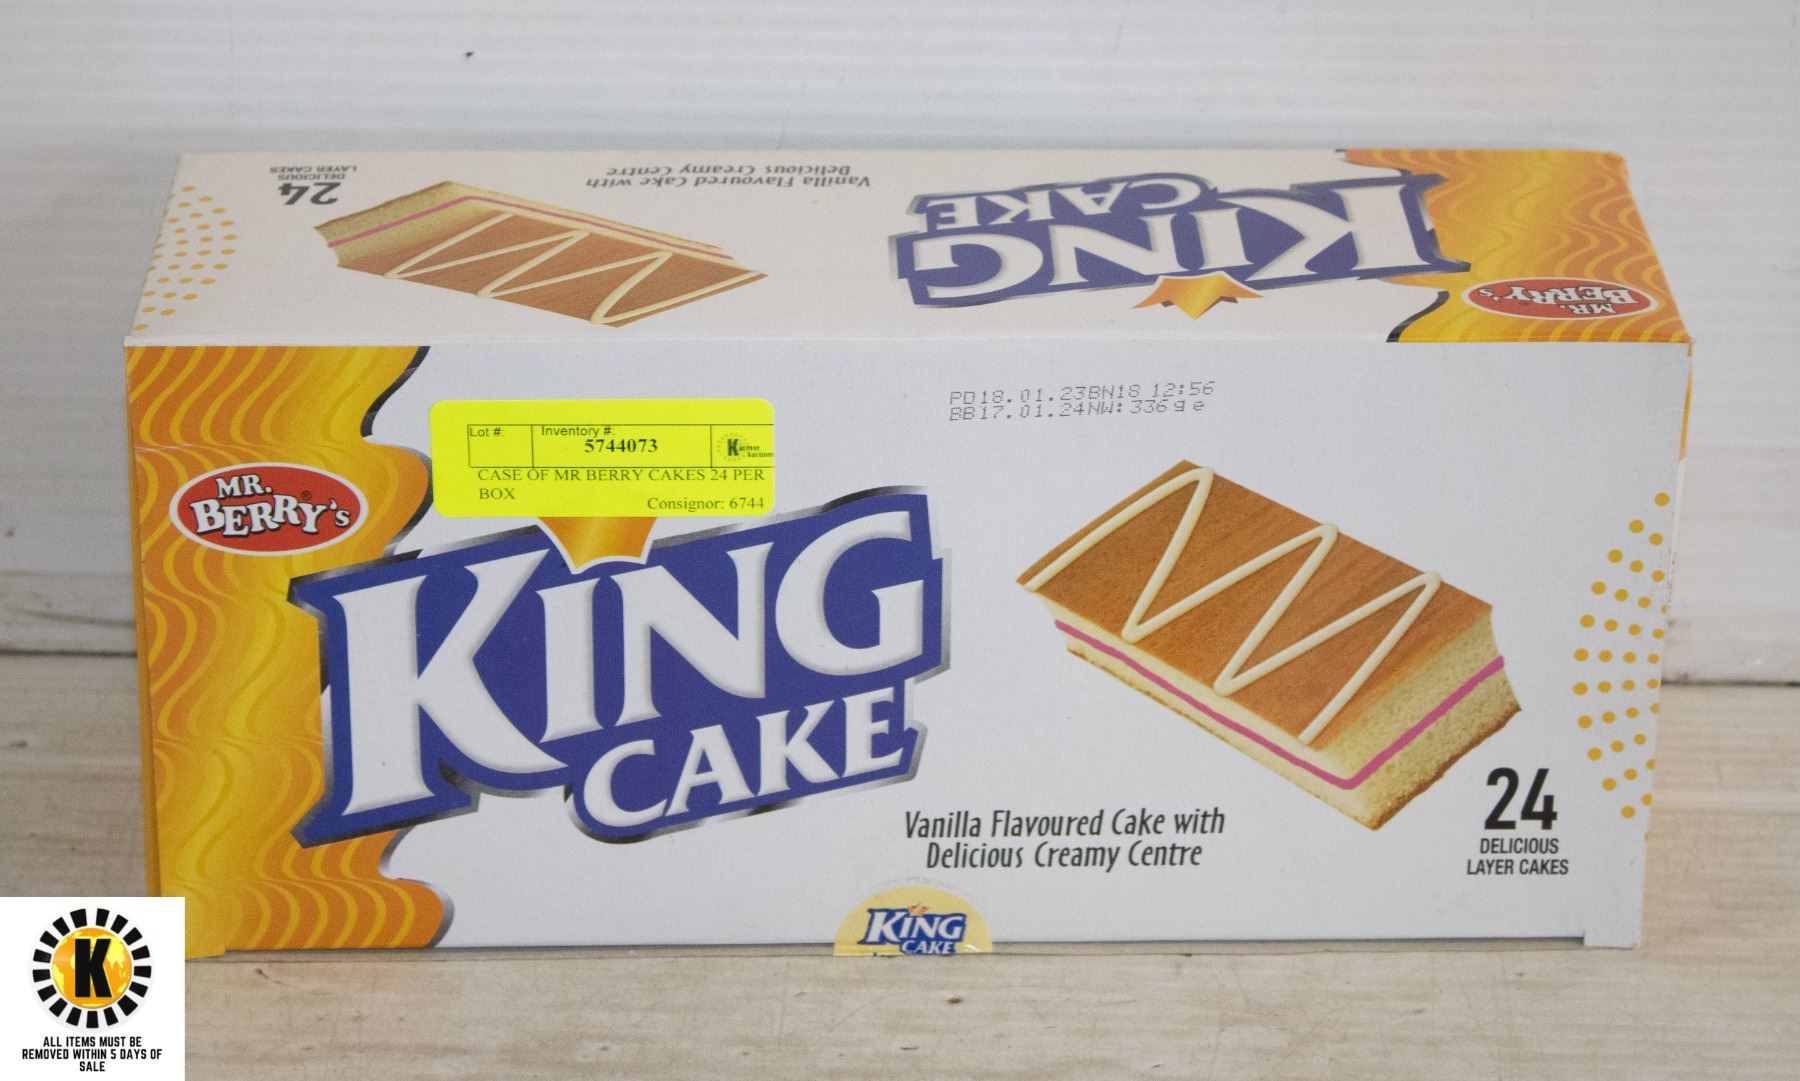 Vanilla Flavoured Cake with
Delicious Creamy Centre
24
DELICIOUS
LAYER CAKES
KING
CAKE
MR.
BERRY'S
PD18.01.23BN18 12:56
BB17.01.24NW: 336g e
Lot #:
Inventory #:
5744073
K
Kastner
Auctions
CASE OF MR BERRY CAKES 24 PER
BOX
Consignor: 6744
MR.
BERRY'S®
KING
CAKE
Vanilla Flavoured Cake with
Delicious Creamy Centre
24
DELICIOUS
LAYER CAKES
KING
CAKE
K
ALL ITEMS MUST BE
REMOVED WITHIN 5 DAYS OF
SALE